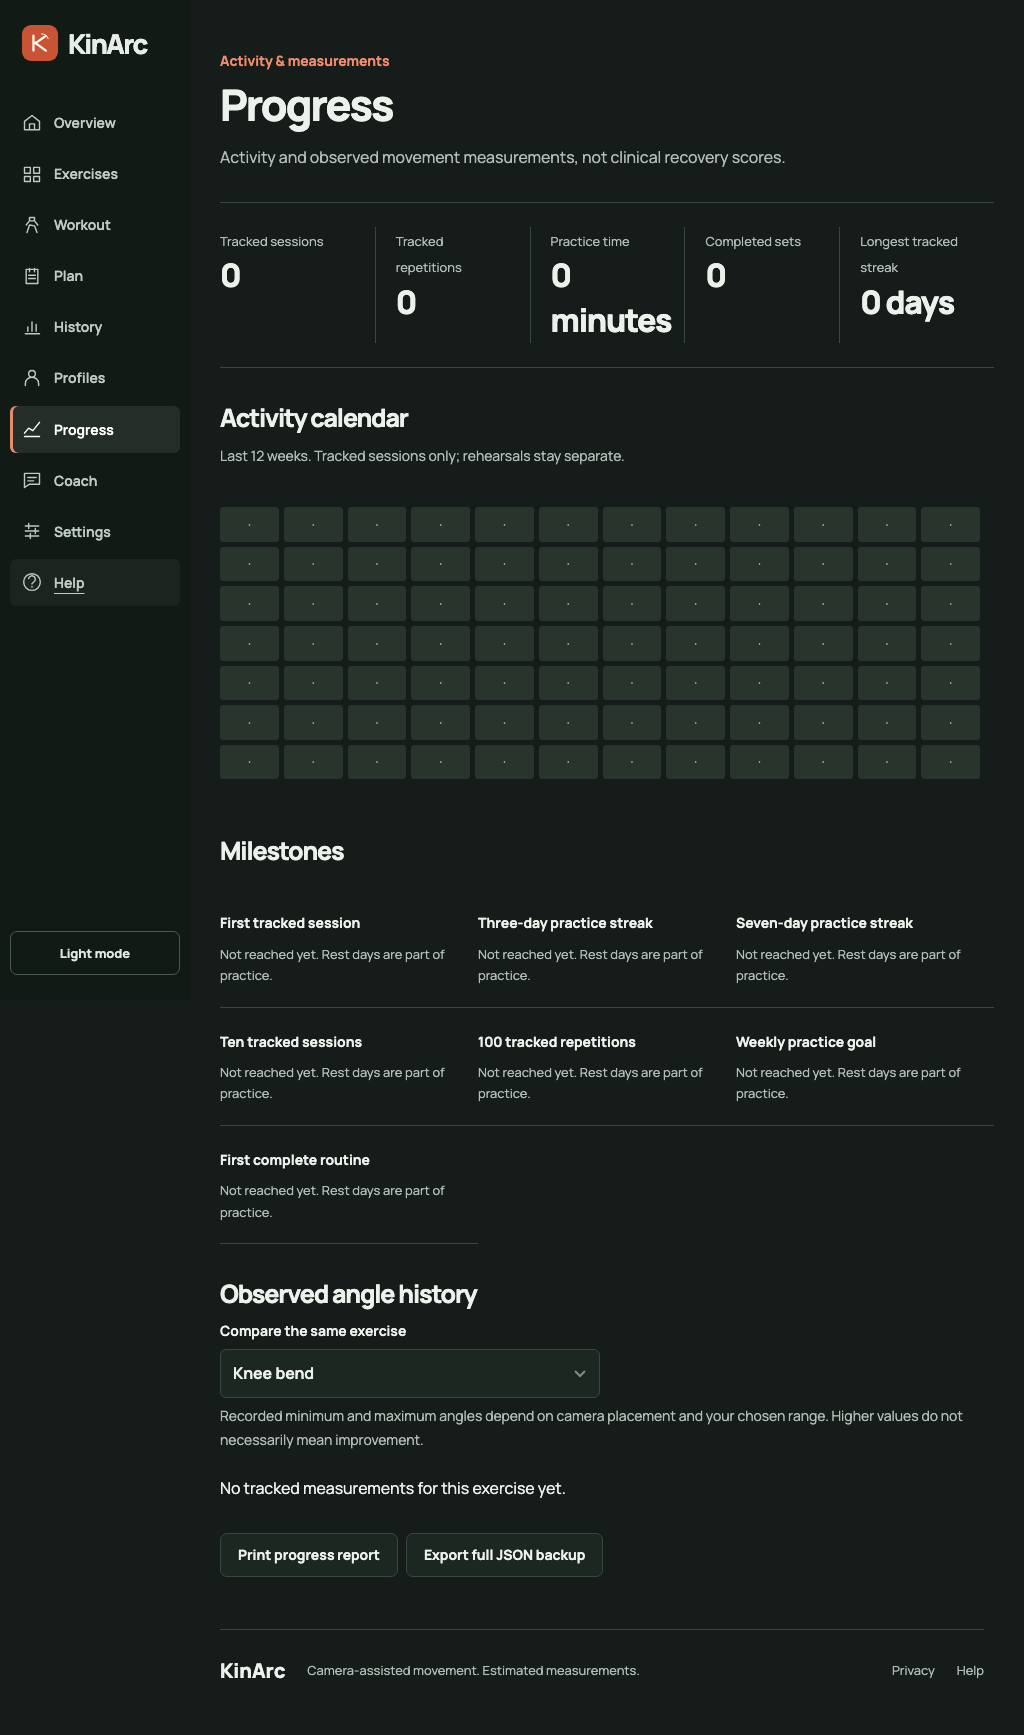 KinArc
Overview
Exercises
Workout
Plan
History
Profiles
Progress
Coach
Settings
Help
Light mode
Activity & measurements
Progress
Activity and observed movement measurements, not clinical recovery scores.
Tracked sessions
0
Tracked
repetitions
0
Practice time
0
minutes
Completed sets
0
Longest tracked
streak
0 days
Activity calendar
Last 12 weeks. Tracked sessions only; rehearsals stay separate.
Milestones
First tracked session
Not reached yet. Rest days are part of
practice.
Three-day practice streak
Not reached yet. Rest days are part of
practice.
Seven-day practice streak
Not reached yet. Rest days are part of
practice.
Ten tracked sessions
Not reached yet. Rest days are part of
practice.
100 tracked repetitions
Not reached yet. Rest days are part of
practice.
Weekly practice goal
Not reached yet. Rest days are part of
practice.
First complete routine
Not reached yet. Rest days are part of
practice.
Observed angle history
Compare the same exercise
Knee bend
Recorded minimum and maximum angles depend on camera placement and your chosen range. Higher values do not
necessarily mean improvement.
No tracked measurements for this exercise yet.
Print progress report
Export full JSON backup
KinArc
Camera-assisted movement. Estimated measurements.
Privacy
Help